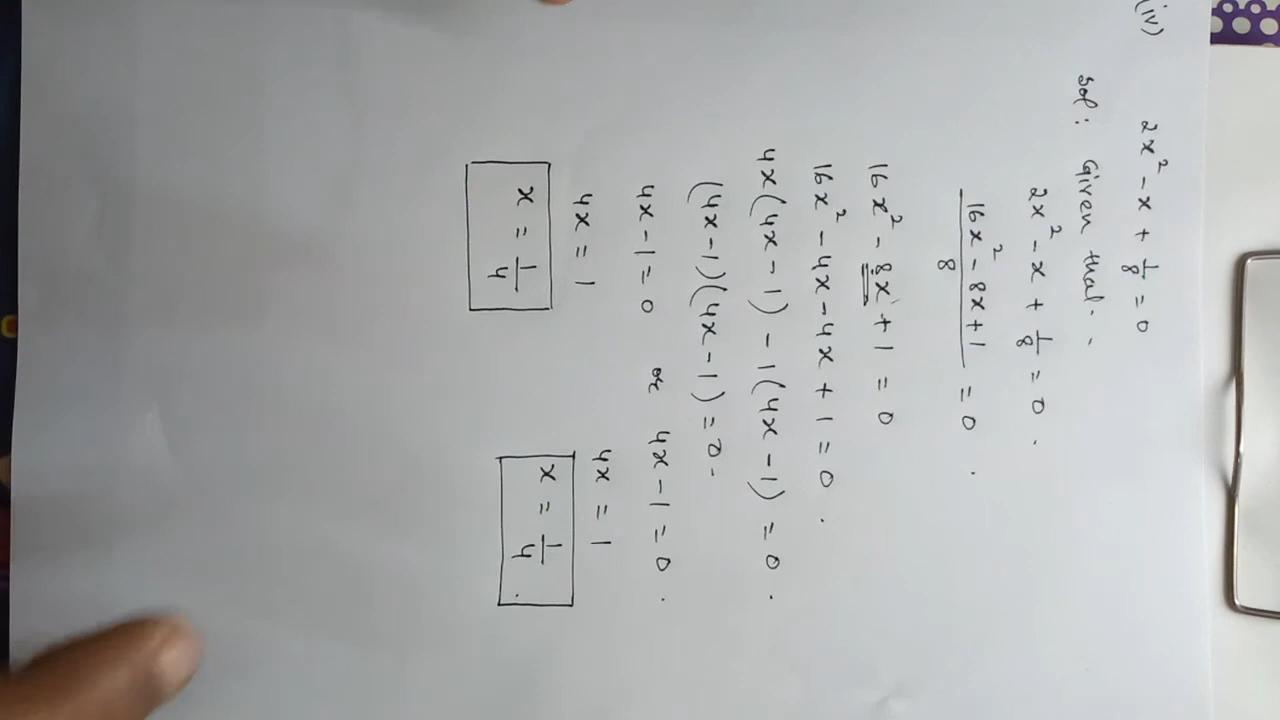 (iv) 2x² - x + 1/8 = 0
Sol: Given that.
2x² - x + 1/8 = 0.
(16x² - 8x + 1)/8 = 0.
16x² - 8x + 1 = 0
16x² - 4x - 4x + 1 = 0.
4x(4x - 1) - 1(4x - 1) = 0.
(4x - 1)(4x - 1) = 0.
4x - 1 = 0 or 4x - 1 = 0.
4x = 1 4x = 1
x = 1/4 x = 1/4.